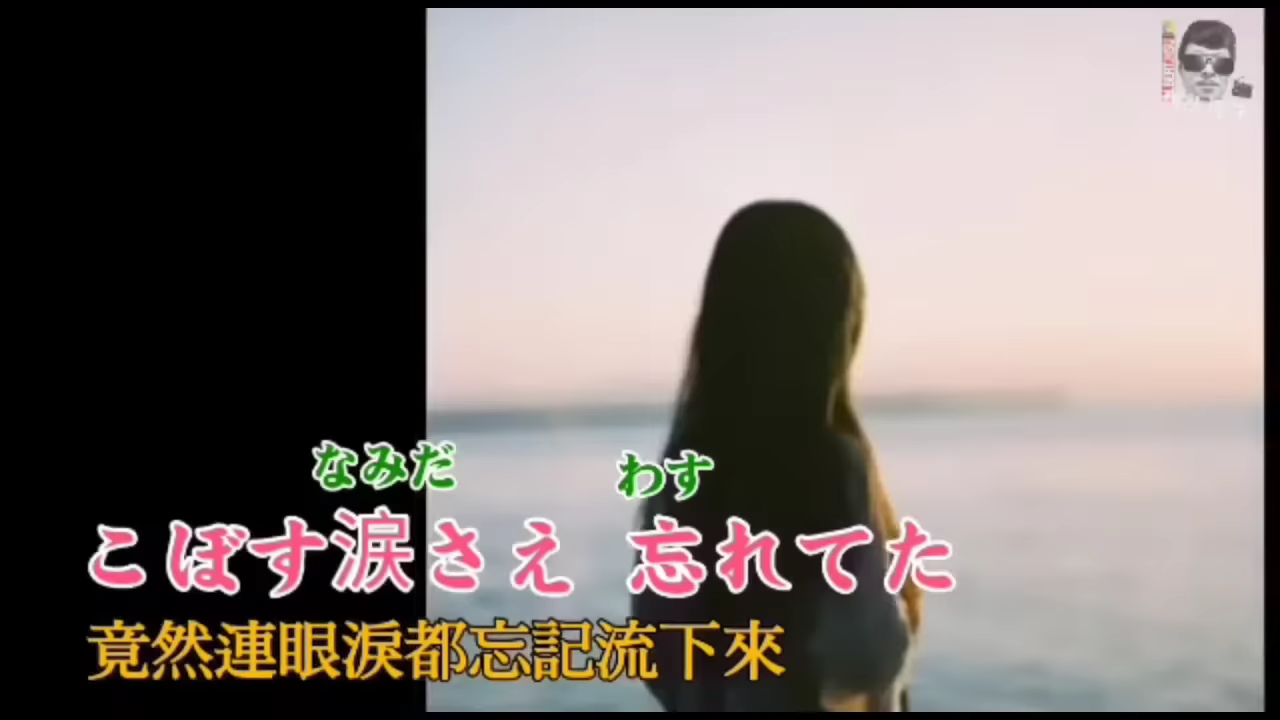 なみだ わす
こぼす涙さえ 忘れてた
竟然連眼淚都忘記流下來